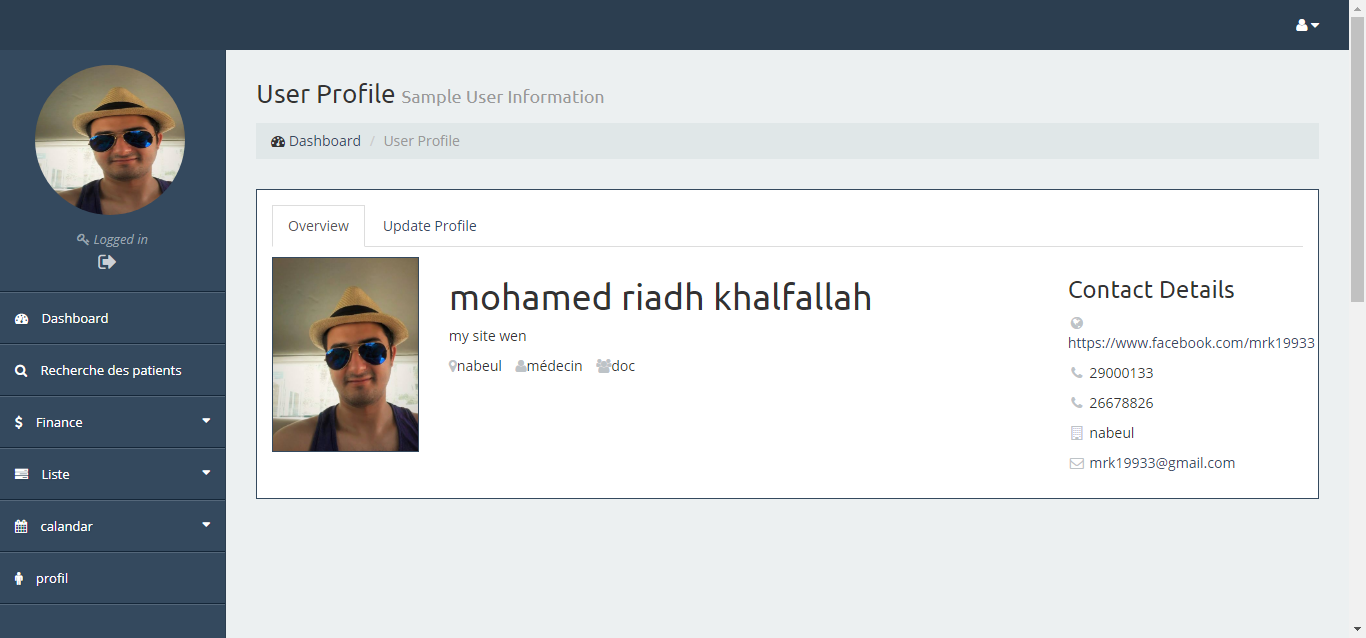 User Profile Sample User Information
Dashboard / User Profile
Logged in
Dashboard
Recherche des patients
Finance
Liste
calandar
profil
Overview Update Profile
mohamed riadh khalfallah
my site wen
nabeul médecin doc
Contact Details
https://www.facebook.com/mrk19933
29000133
26678826
nabeul
mrk19933@gmail.com